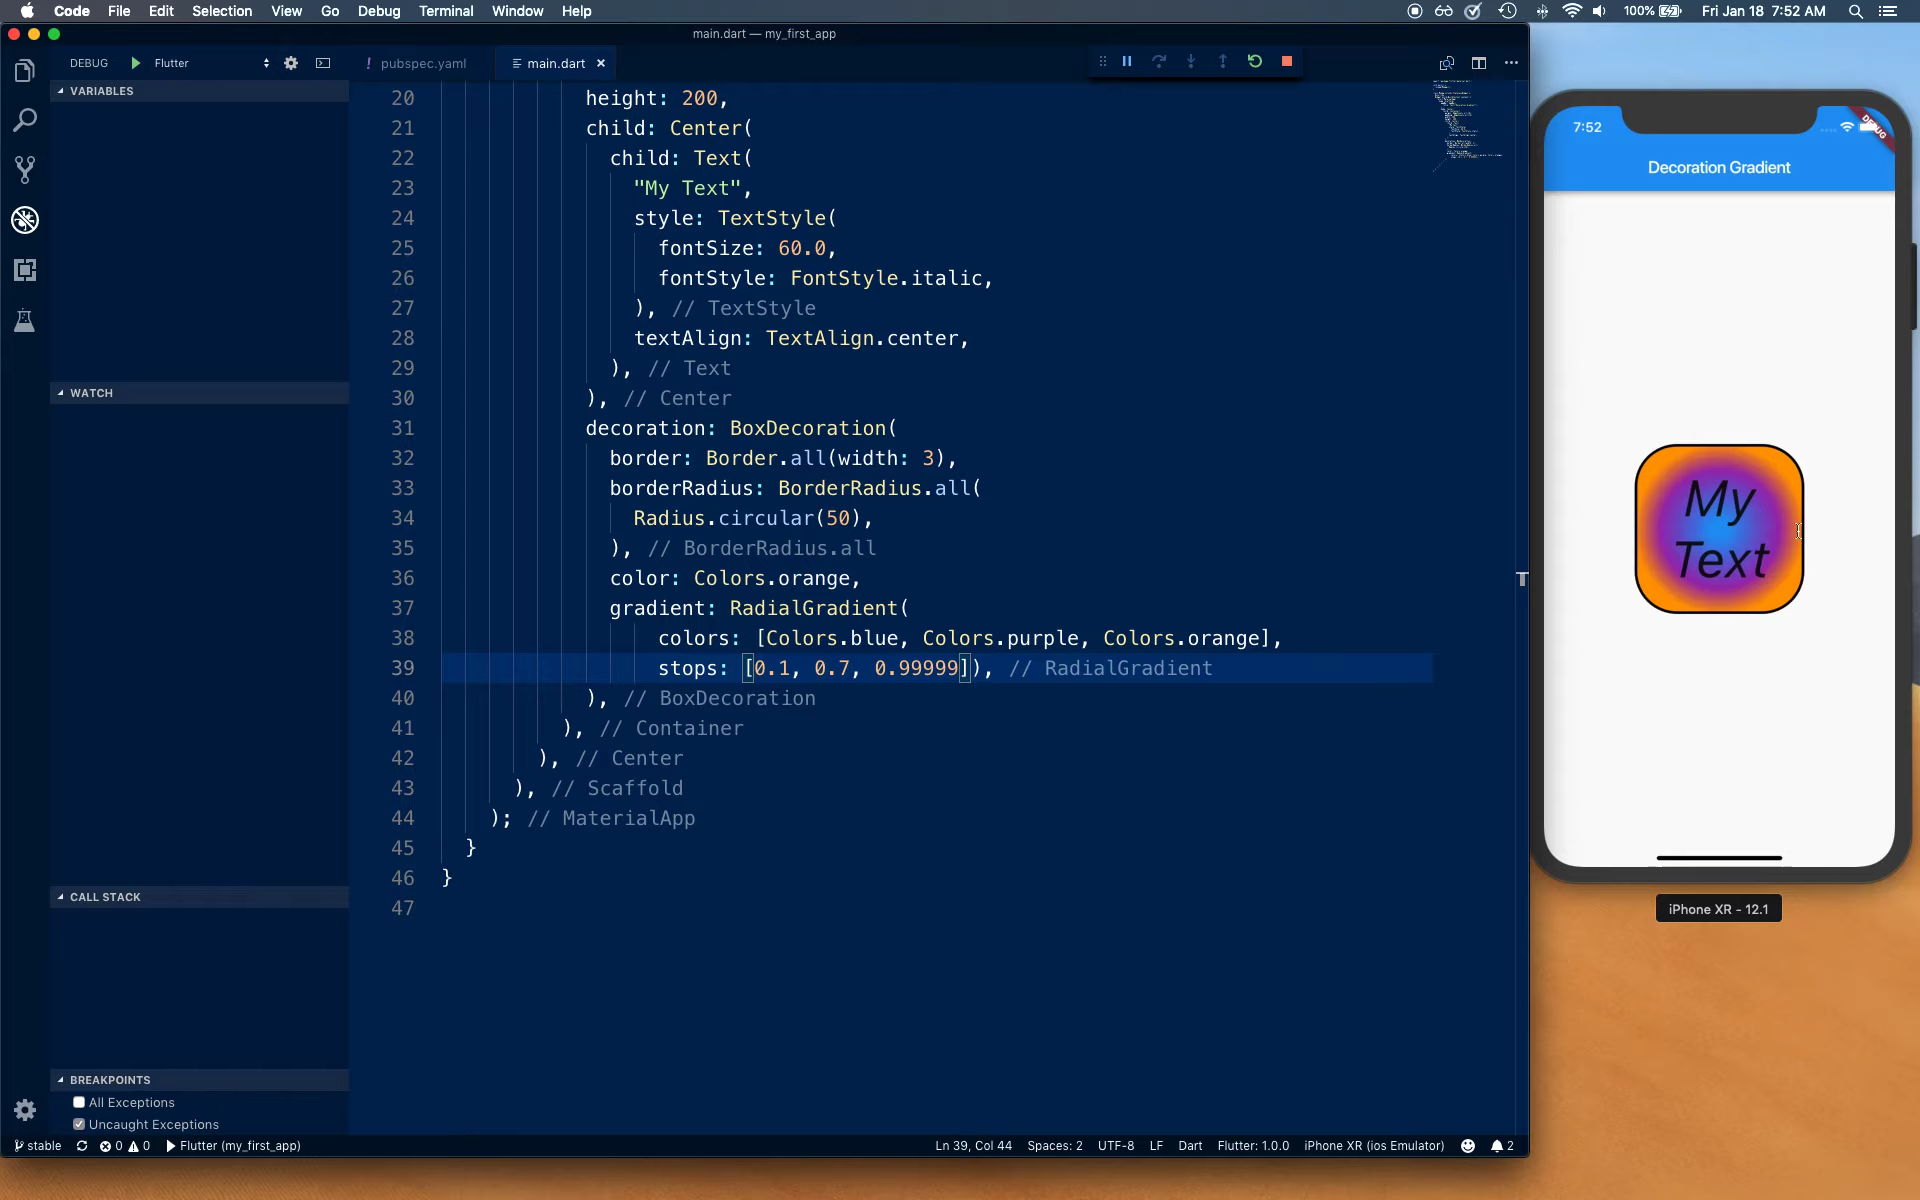 Code File Edit Selection View Go Debug Terminal Window Help
100% Fri Jan 18 7:52 AM
main.dart — my_first_app
DEBUG Flutter
! pubspec.yaml
main.dart ×
VARIABLES
WATCH
CALL STACK
BREAKPOINTS
All Exceptions
Uncaught Exceptions
20 height: 200,
21 child: Center(
22 child: Text(
23 "My Text",
24 style: TextStyle(
25 fontSize: 60.0,
26 fontStyle: FontStyle.italic,
27 ), // TextStyle
28 textAlign: TextAlign.center,
29 ), // Text
30 ), // Center
31 decoration: BoxDecoration(
32 border: Border.all(width: 3),
33 borderRadius: BorderRadius.all(
34 Radius.circular(50),
35 ), // BorderRadius.all
36 color: Colors.orange,
37 gradient: RadialGradient(
38 colors: [Colors.blue, Colors.purple, Colors.orange],
39 stops: [0.1, 0.7, 0.99999]), // RadialGradient
40 ), // BoxDecoration
41 ), // Container
42 ), // Center
43 ), // Scaffold
44 ); // MaterialApp
45 }
46 }
47
7:52
DEBUG
Decoration Gradient
My
Text
iPhone XR - 12.1
stable 0 0 Flutter (my_first_app)
Ln 39, Col 44 Spaces: 2 UTF-8 LF Dart Flutter: 1.0.0 iPhone XR (ios Emulator) 2